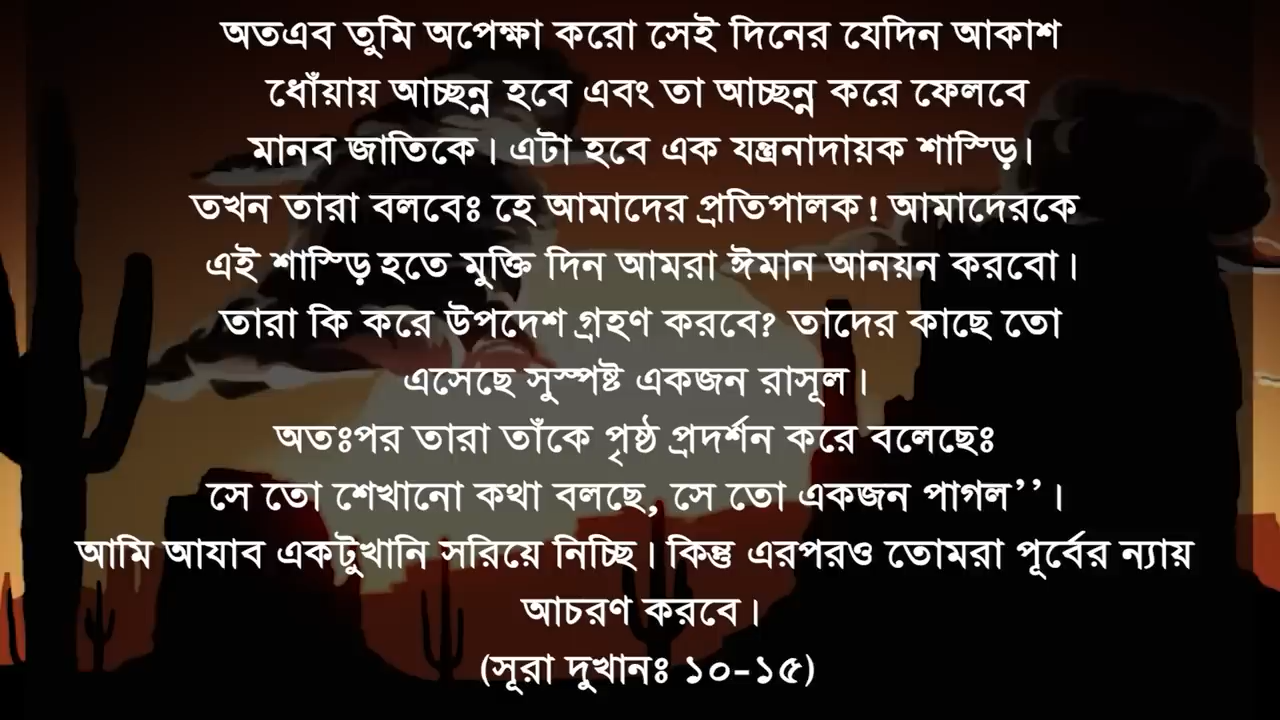 অতএব তুমি অপেক্ষা করো সেই দিনের যেদিন আকাশ
ধোঁয়ায় আচ্ছন্ন হবে এবং তা আচ্ছন্ন করে ফেলবে
মানব জাতিকে। এটা হবে এক যন্ত্রনাদায়ক শাস্ড়ি।
তখন তারা বলবেঃ হে আমাদের প্রতিপালক! আমাদেরকে
এই শাস্ড়ি হতে মুক্তি দিন আমরা ঈমান আনয়ন করবো।
তারা কি করে উপদেশ গ্রহণ করবে? তাদের কাছে তো
এসেছে সুস্পষ্ট একজন রাসূল।
অতঃপর তারা তাঁকে পৃষ্ঠ প্রদর্শন করে বলেছেঃ
সে তো শেখানো কথা বলছে, সে তো একজন পাগল’’।
আমি আযাব একটুখানি সরিয়ে নিচ্ছি। কিন্তু এরপরও তোমরা পূর্বের ন্যায়
আচরণ করবে।
(সূরা দুখানঃ ১০-১৫)